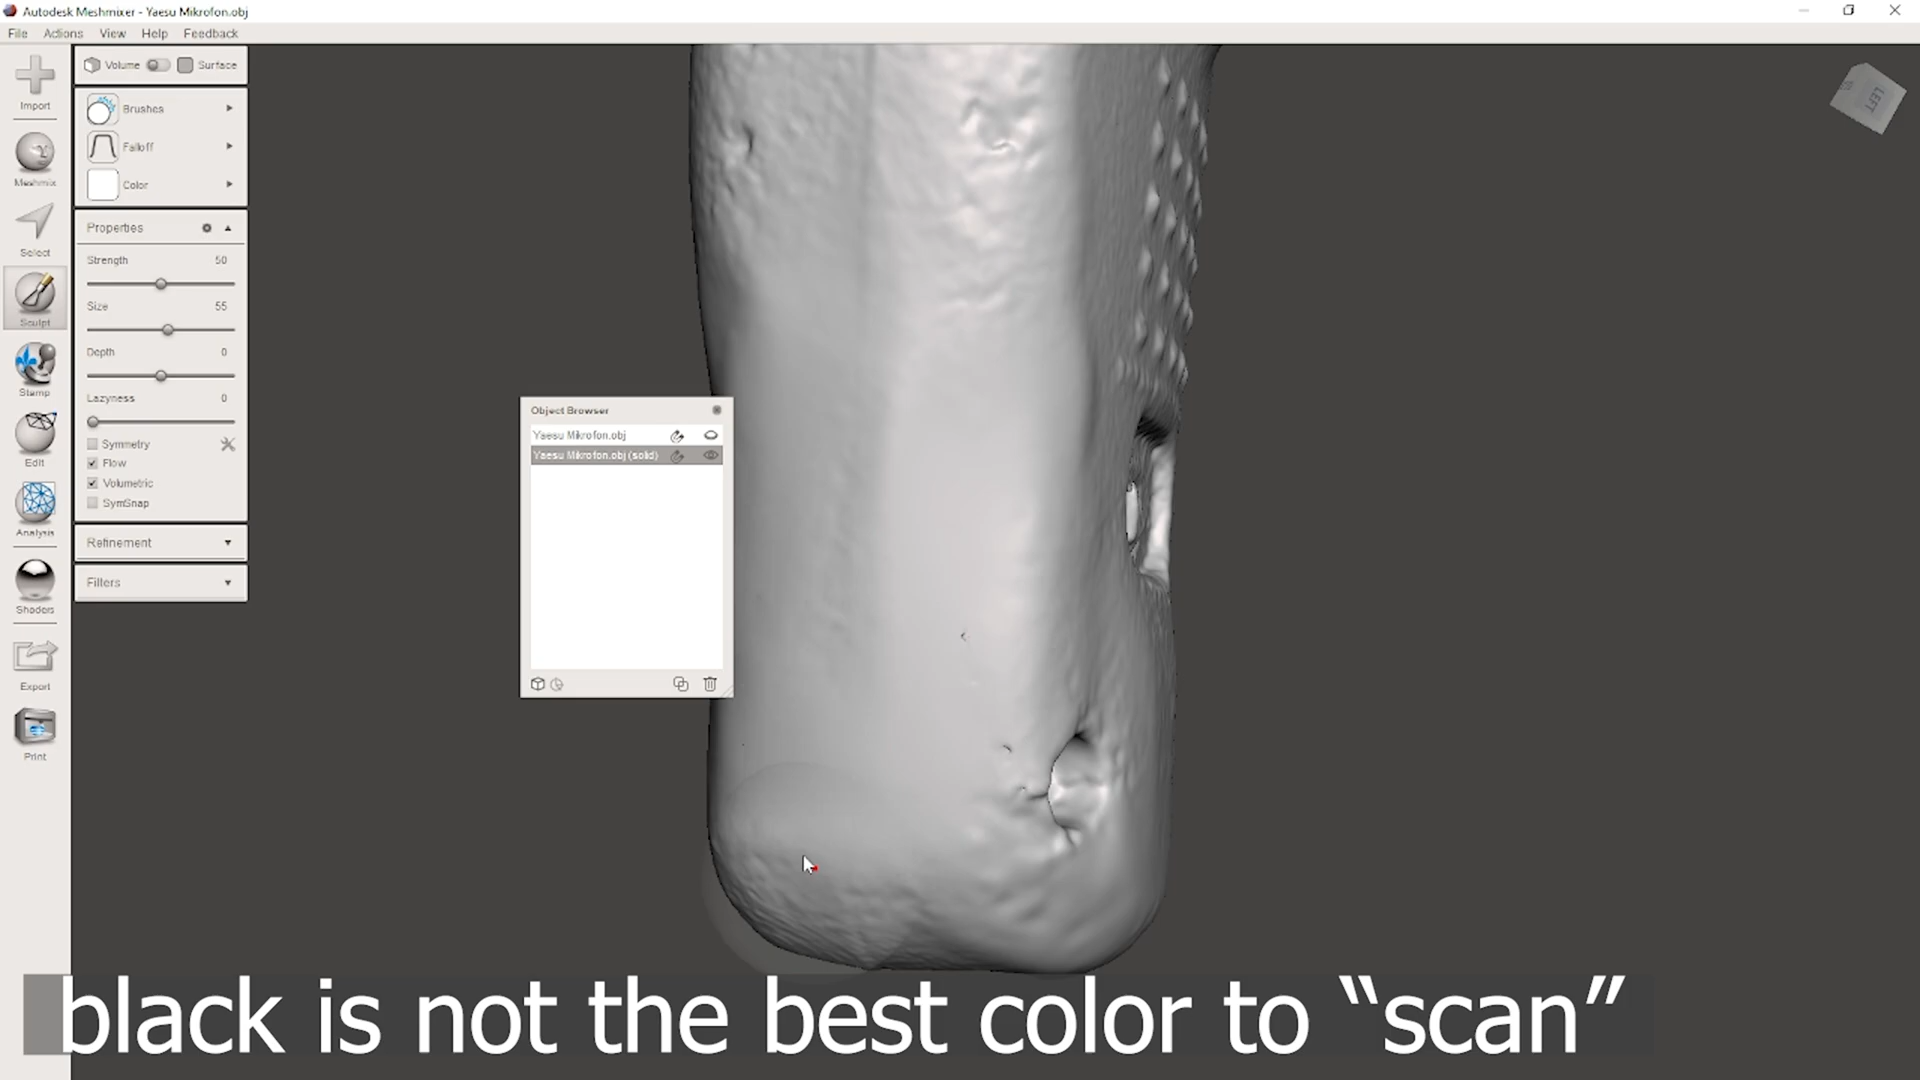 Autodesk Meshmixer - Yaesu Mikrofon.obj
File Actions View Help Feedback
Import
Meshmix
Select
Sculpt
Stamp
Edit
Analysis
Shaders
Export
Print
Volume Surface
Brushes
Falloff
Color
Properties
Strength 50
Size 55
Depth 0
Lazyness 0
Symmetry
Flow
Volumetric
SymSnap
Refinement
Filters
Object Browser
Yaesu Mikrofon.obj
Yaesu Mikrofon.obj (solid)
LEFT
black is not the best color to “scan”